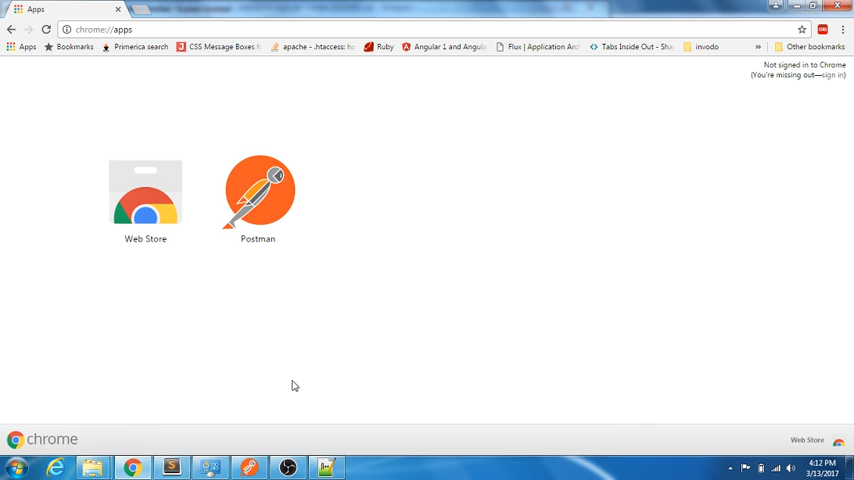 Apps
chrome://apps
Apps Bookmarks Primerica search CSS Message Boxes f apache - .htaccess: ho Ruby Angular 1 and Angula Flux | Application Arc Tabs Inside Out - Sha invodo » Other bookmarks
Not signed in to Chrome
(You're missing out—sign in)
Web Store
Postman
chrome
Web Store
4:12 PM
3/13/2017